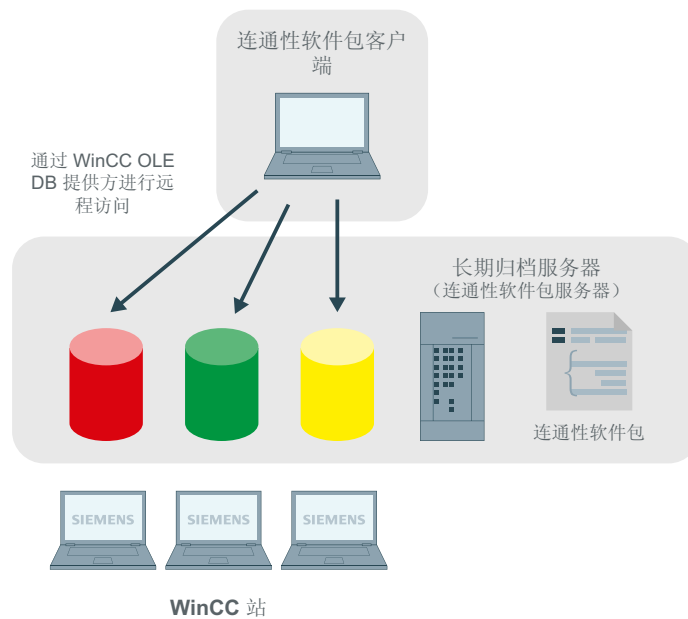 连通性软件包客户
端
通过 WinCC OLE
DB 提供方进行远
程访问
长期归档服务器
（连通性软件包服务器）
连通性软件包
SIEMENS
SIEMENS
SIEMENS
WinCC 站